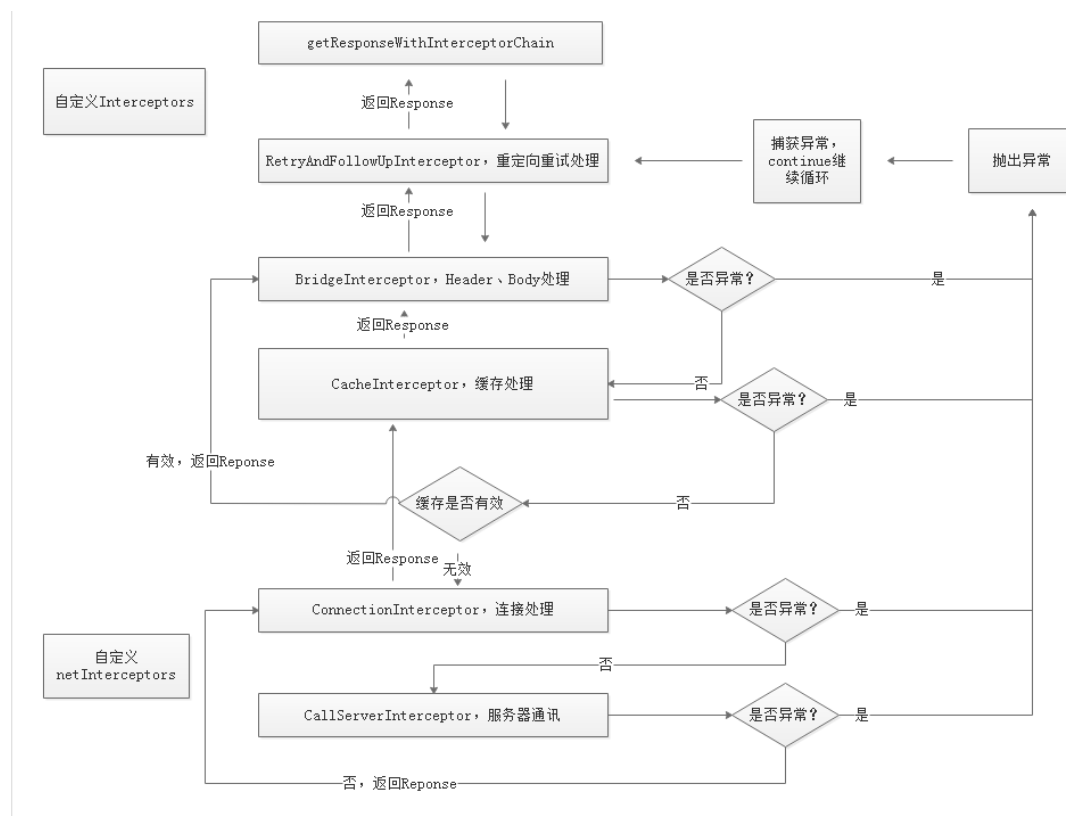 getResponseWithInterceptorChain
自定义Interceptors
返回Response
RetryAndFollowUpInterceptor，重定向重试处理
捕获异常，
continue继
续循环
抛出异常
返回Response
BridgeInterceptor，Header、Body处理
是否异常？
是
返回Response
CacheInterceptor，缓存处理
否
是否异常？
是
有效，返回Reponse
缓存是否有效
否
返回Response
无效
ConnectionInterceptor，连接处理
是否异常？
是
自定义
netInterceptors
否
CallServerInterceptor，服务器通讯
是否异常？
是
否，返回Reponse